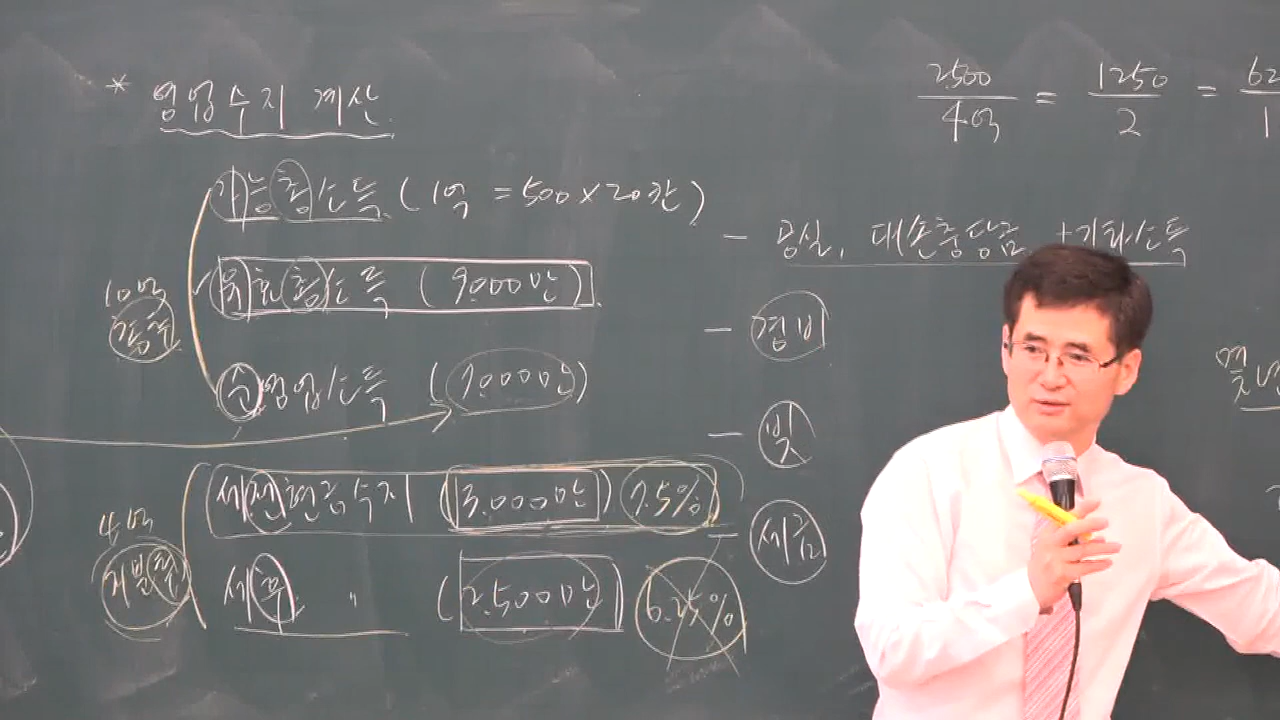 * 영업수지 계산
가능총소득 (1억 = 500×20칸)
- 공실, 대손충당금 +기타소득
유효총소득 (9000만)
- 경비
10억
순영업소득 (7000만)
- 빚
세전현금수지 (3.000만) 7.5%
- 세금
4억
세후 〃 (2.500만) 6.25%
2500/4억 = 1250/2 =